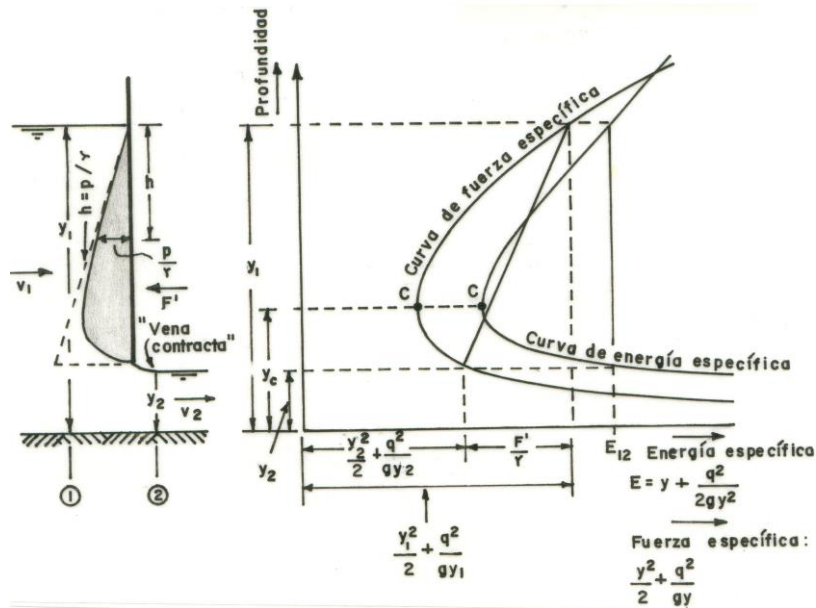 Profundidad
Curva de fuerza específica
h
h = p / r
y₁
p/r
v₁
F'
"Vena contracta"
y₂
v₂
① ②
y₁
C C
Curva de energía específica
y_c
y₂
y₂²/2 + q²/gy₂
F'/r
E₁₂
Energía específica
E = y + q²/2gy²
y₁²/2 + q²/gy₁
Fuerza específica:
y²/2 + q²/gy